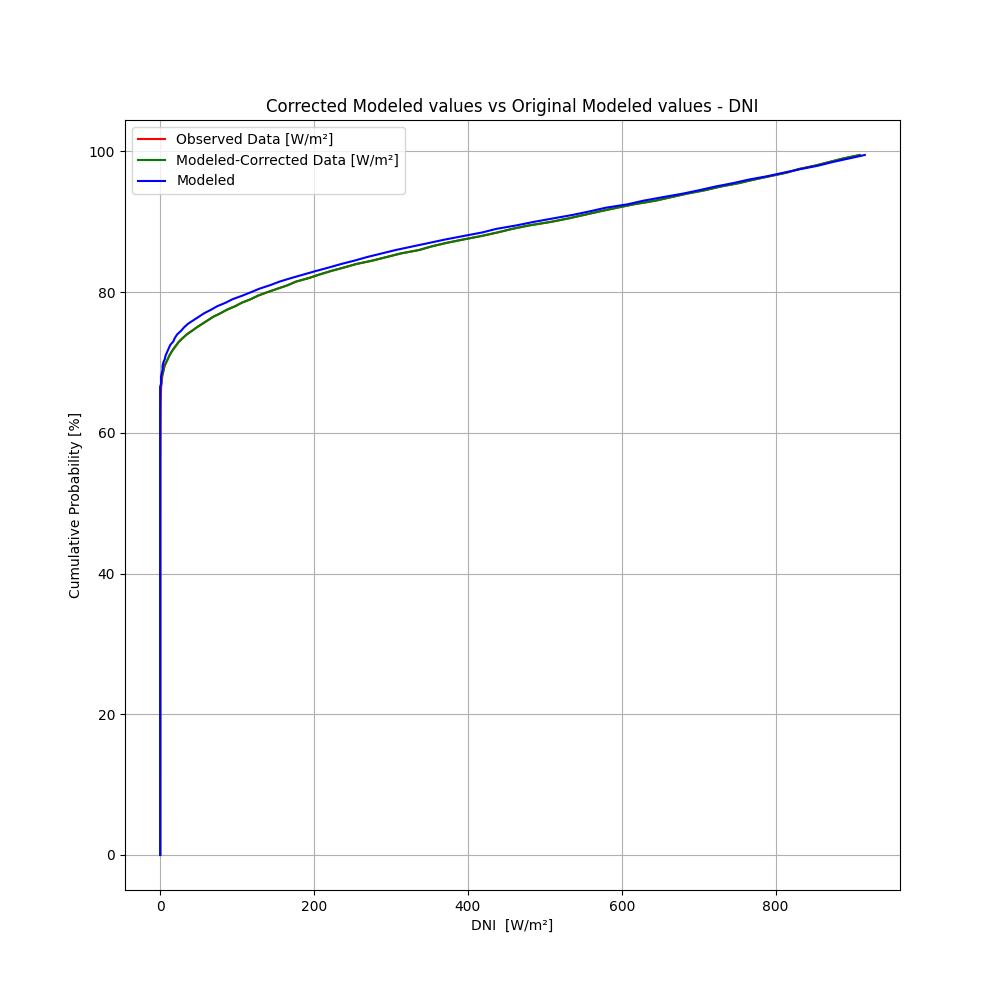 Corrected Modeled values vs Original Modeled values - DNI
Observed Data [W/m²]
Modeled-Corrected Data [W/m²]
Modeled
100
80
60
40
20
0
Cumulative Probability [%]
0 200 400 600 800
DNI [W/m²]